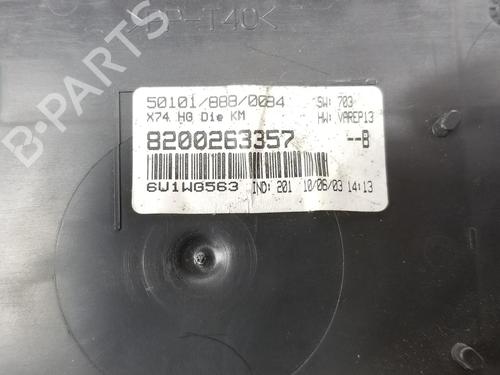 50101/888/0084 SW: 703
X74 HG Die KM HW: VAREP13
8200263357 --B
6W1WG563 IND: 201 10/06/03 14:13